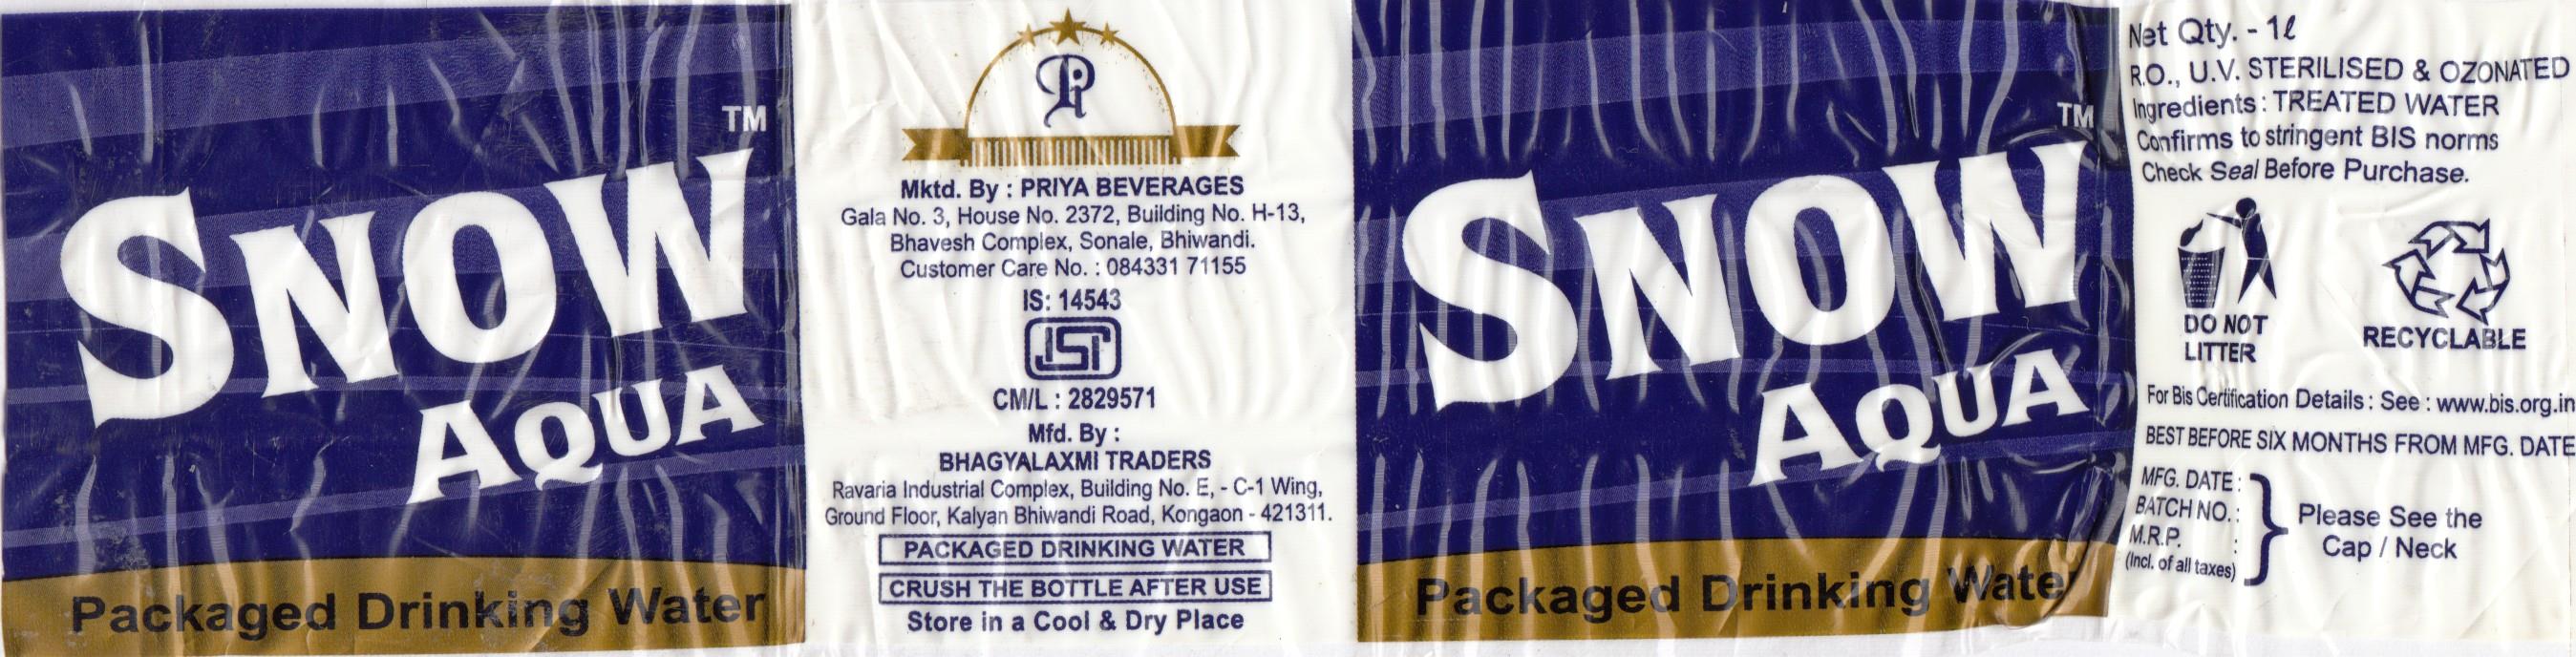 SNOW
TM
AQUA
Packaged Drinking Water
Pi
Mktd. By : PRIYA BEVERAGES
Gala No. 3, House No. 2372, Building No. H-13,
Bhavesh Complex, Sonale, Bhiwandi.
Customer Care No. : 084331 71155
IS: 14543
ISI
CM/L : 2829571
Mfd. By :
BHAGYALAXMI TRADERS
Ravaria Industrial Complex, Building No. E, - C-1 Wing,
Ground Floor, Kalyan Bhiwandi Road, Kongaon - 421311.
PACKAGED DRINKING WATER
CRUSH THE BOTTLE AFTER USE
Store in a Cool & Dry Place
SNOW
TM
AQUA
Packaged Drinking Water
Net Qty. - 1ℓ
R.O., U.V. STERILISED & OZONATED
Ingredients : TREATED WATER
Confirms to stringent BIS norms
Check Seal Before Purchase.
DO NOT
LITTER
RECYCLABLE
For Bis Certification Details : See : www.bis.org.in
BEST BEFORE SIX MONTHS FROM MFG. DATE
MFG. DATE :
BATCH NO. :
M.R.P. :
(Incl. of all taxes)
Please See the
Cap / Neck